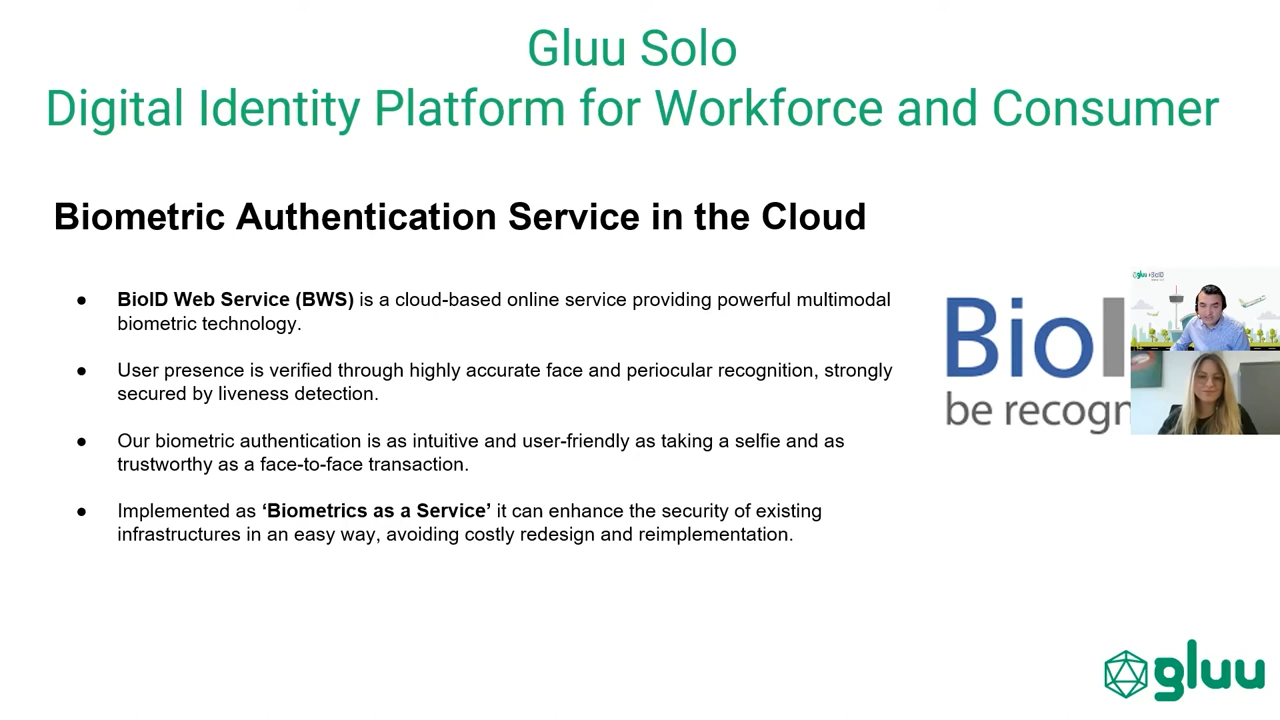 Gluu Solo
Digital Identity Platform for Workforce and Consumer
Biometric Authentication Service in the Cloud
● BioID Web Service (BWS) is a cloud-based online service providing powerful multimodal
biometric technology.
● User presence is verified through highly accurate face and periocular recognition, strongly
secured by liveness detection.
● Our biometric authentication is as intuitive and user-friendly as taking a selfie and as
trustworthy as a face-to-face transaction.
● Implemented as ‘Biometrics as a Service’ it can enhance the security of existing
infrastructures in an easy way, avoiding costly redesign and reimplementation.
BioI
be recogn
gluu